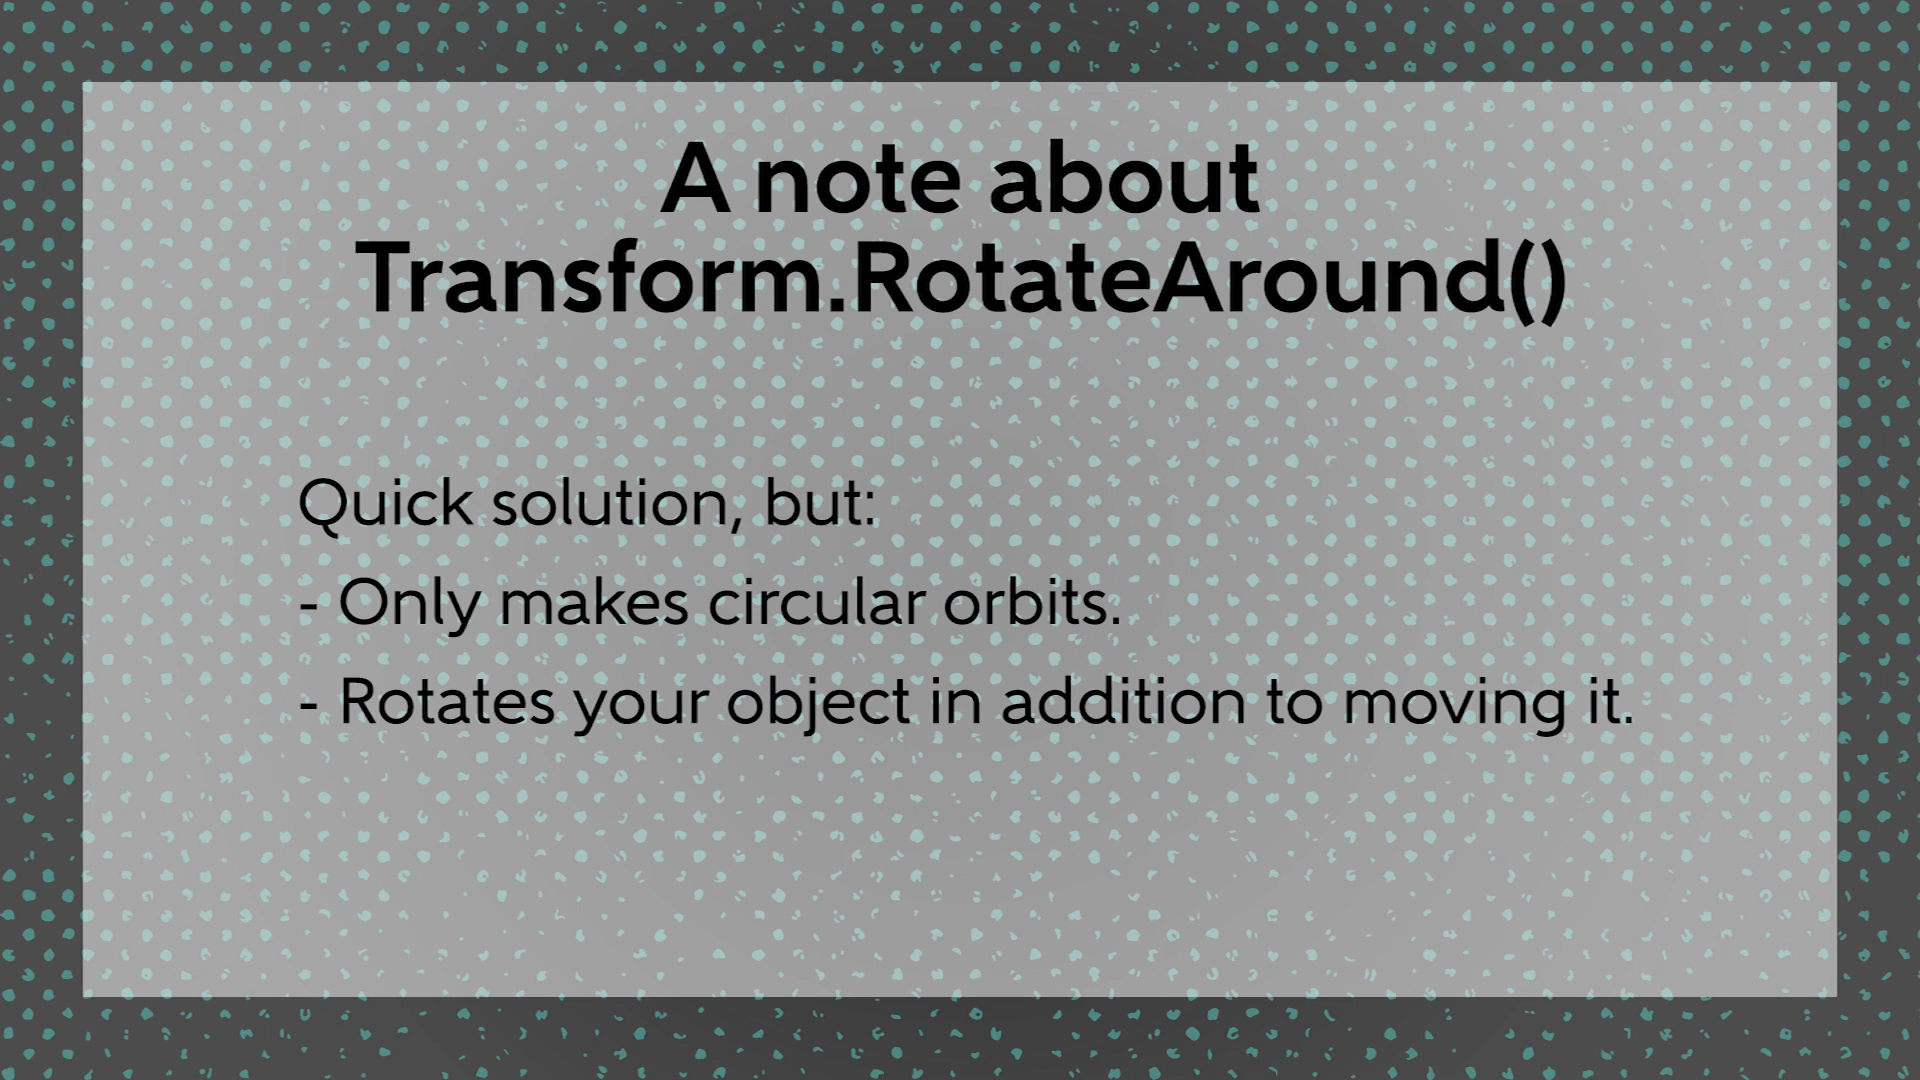 A note about
Transform.RotateAround()
Quick solution, but:
- Only makes circular orbits.
- Rotates your object in addition to moving it.